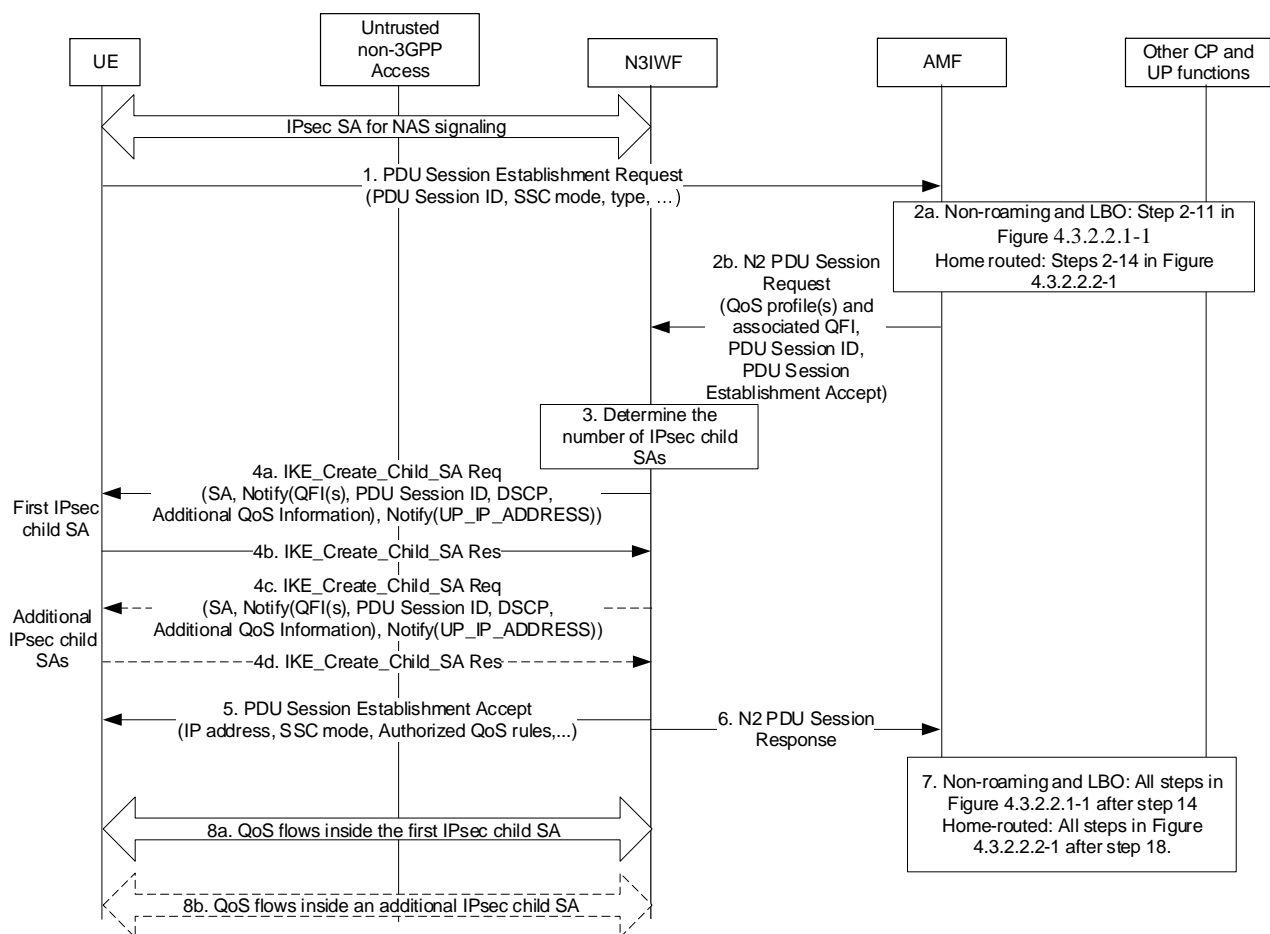 UE
Untrusted
non-3GPP
Access
N3IWF
AMF
Other CP and
UP functions
IPsec SA for NAS signaling
1. PDU Session Establishment Request
(PDU Session ID, SSC mode, type, …)
2a. Non-roaming and LBO: Step 2-11 in
Figure 4.3.2.2.1-1
Home routed: Steps 2-14 in Figure
4.3.2.2.2-1
2b. N2 PDU Session
Request
(QoS profile(s) and
associated QFI,
PDU Session ID,
PDU Session
Establishment Accept)
3. Determine the
number of IPsec child
SAs
4a. IKE_Create_Child_SA Req
(SA, Notify(QFI(s), PDU Session ID, DSCP,
Additional QoS Information), Notify(UP_IP_ADDRESS))
First IPsec
child SA
4b. IKE_Create_Child_SA Res
4c. IKE_Create_Child_SA Req
(SA, Notify(QFI(s), PDU Session ID, DSCP,
Additional QoS Information), Notify(UP_IP_ADDRESS))
Additional
IPsec child
SAs
4d. IKE_Create_Child_SA Res
5. PDU Session Establishment Accept
(IP address, SSC mode, Authorized QoS rules,...)
6. N2 PDU Session
Response
7. Non-roaming and LBO: All steps in
Figure 4.3.2.2.1-1 after step 14
Home-routed: All steps in Figure
4.3.2.2.2-1 after step 18.
8a. QoS flows inside the first IPsec child SA
8b. QoS flows inside an additional IPsec child SA